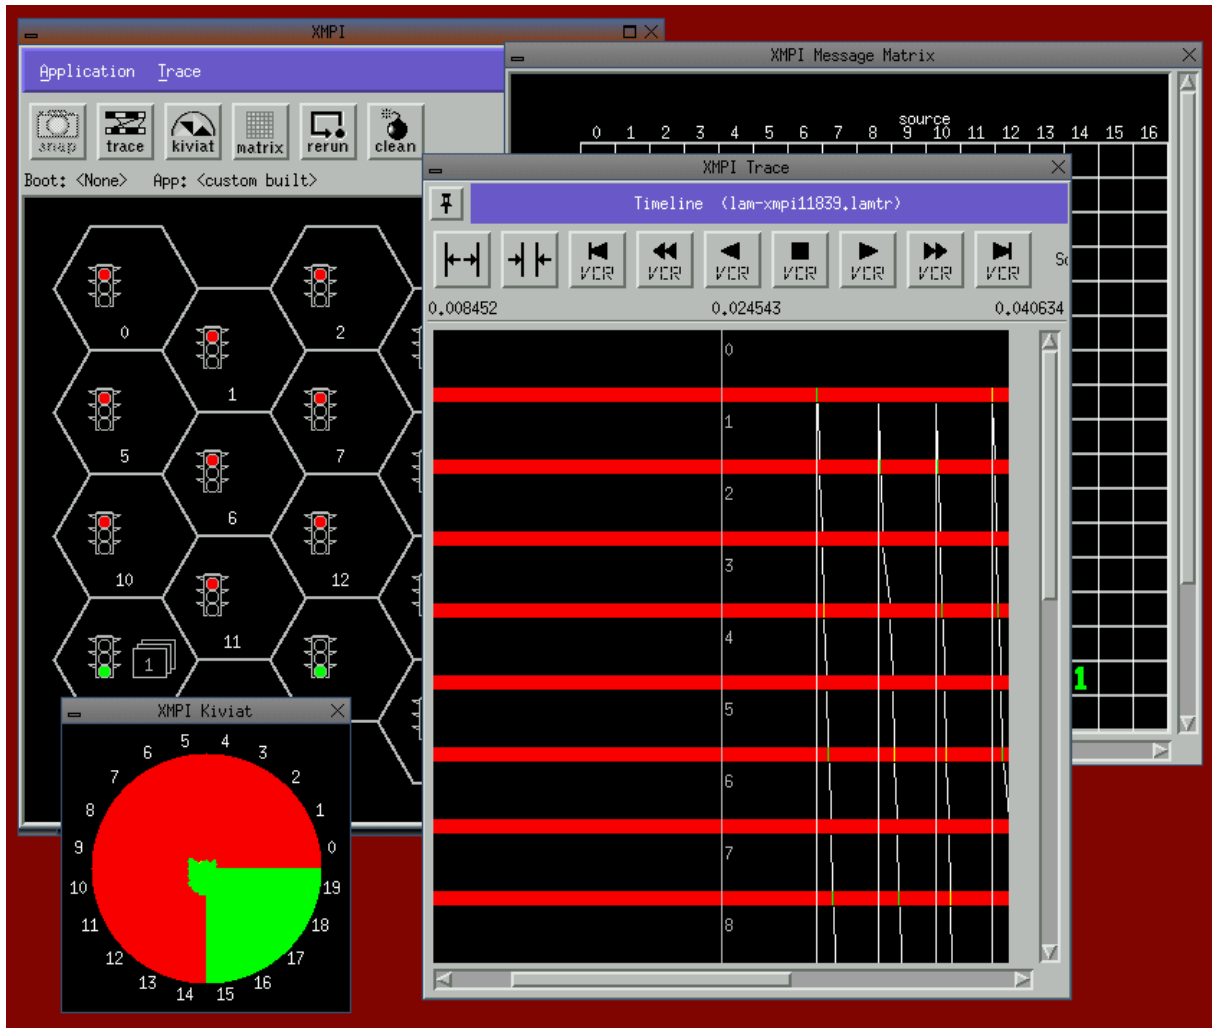 XMPI
Application Trace
snap trace kiviat matrix rerun clean
Boot: <None> App: <custom built>
0
2
1
5
7
6
10
12
11
1
XMPI Message Matrix
source
0 1 2 3 4 5 6 7 8 9 10 11 12 13 14 15 16
1
XMPI Trace
Timeline (lam-xmpi11839.lamtr)
VCR VCR VCR VCR VCR VCR VCR
0.008452 0.024543 0.040634
0
1
2
3
4
5
6
7
8
XMPI Kiviat
5 4
6 3
7 2
8 1
9 0
10 19
11 18
12 17
13 16
14 15